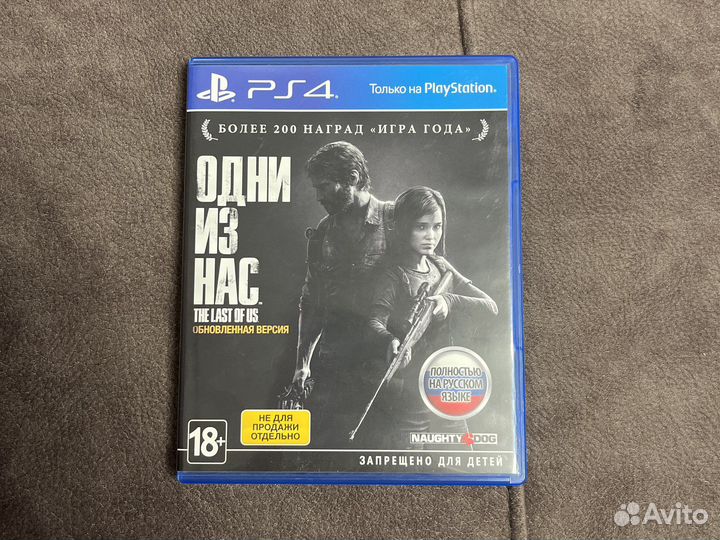 PS4
Только на PlayStation®
БОЛЕЕ 200 НАГРАД «ИГРА ГОДА»
ОДНИ
ИЗ
НАС™
THE LAST OF US
ОБНОВЛЕННАЯ ВЕРСИЯ
ПОЛНОСТЬЮ
НА РУССКОМ
ЯЗЫКЕ
НЕ ДЛЯ
ПРОДАЖИ
ОТДЕЛЬНО
18+
NAUGHTY DOG
ЗАПРЕЩЕНО ДЛЯ ДЕТЕЙ
Avito